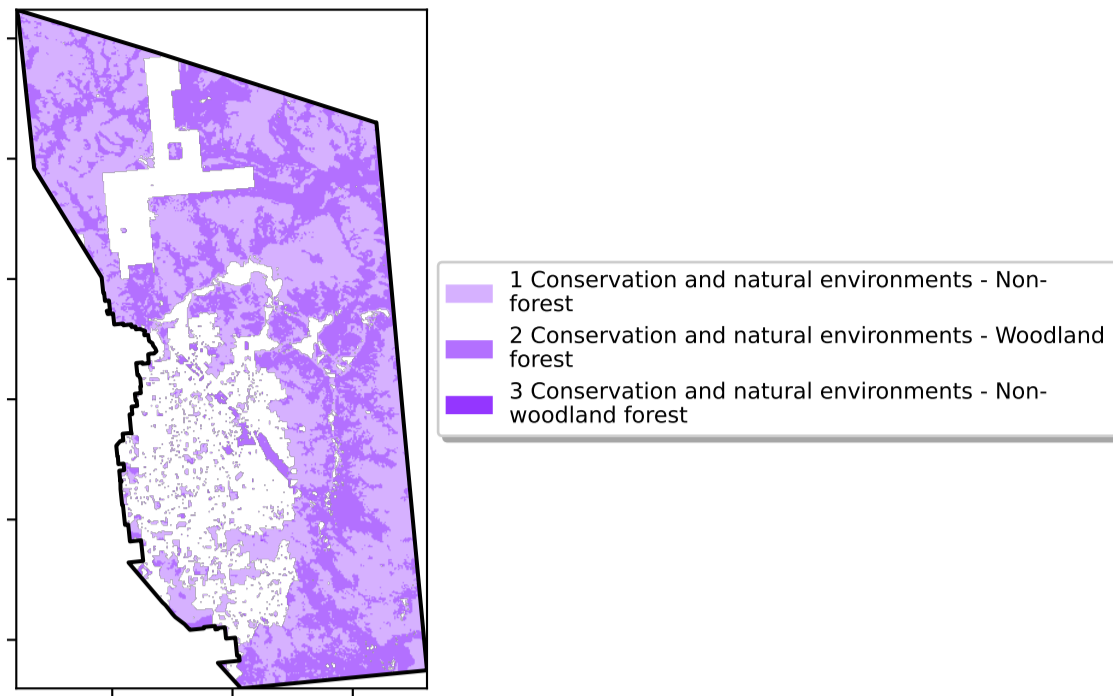 1 Conservation and natural environments - Non-
forest
2 Conservation and natural environments - Woodland
forest
3 Conservation and natural environments - Non-
woodland forest